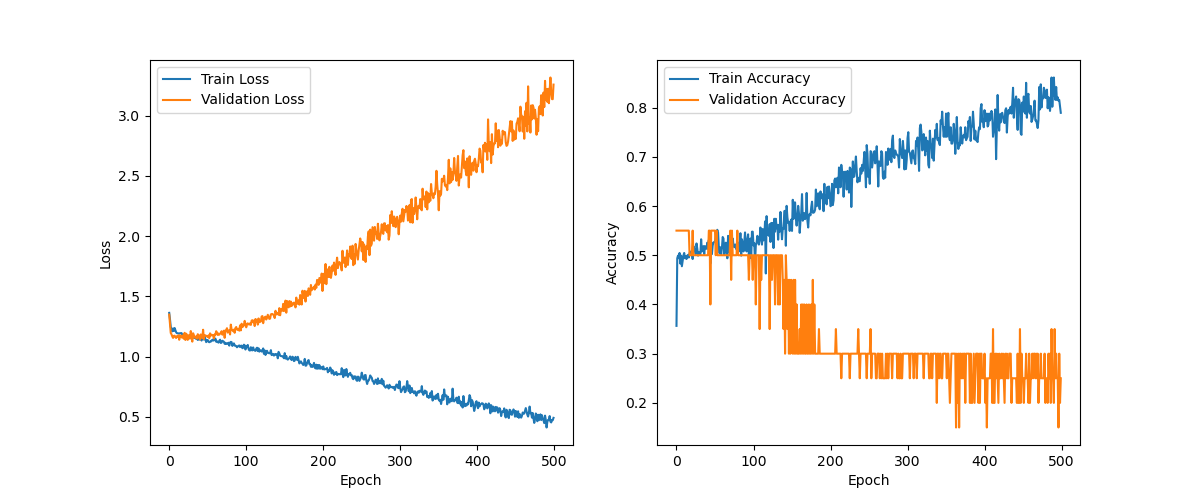 Train Loss
Validation Loss
3.0
2.5
2.0
1.5
1.0
0.5
Loss
0 100 200 300 400 500
Epoch
Train Accuracy
Validation Accuracy
0.8
0.7
0.6
0.5
0.4
0.3
0.2
Accuracy
0 100 200 300 400 500
Epoch